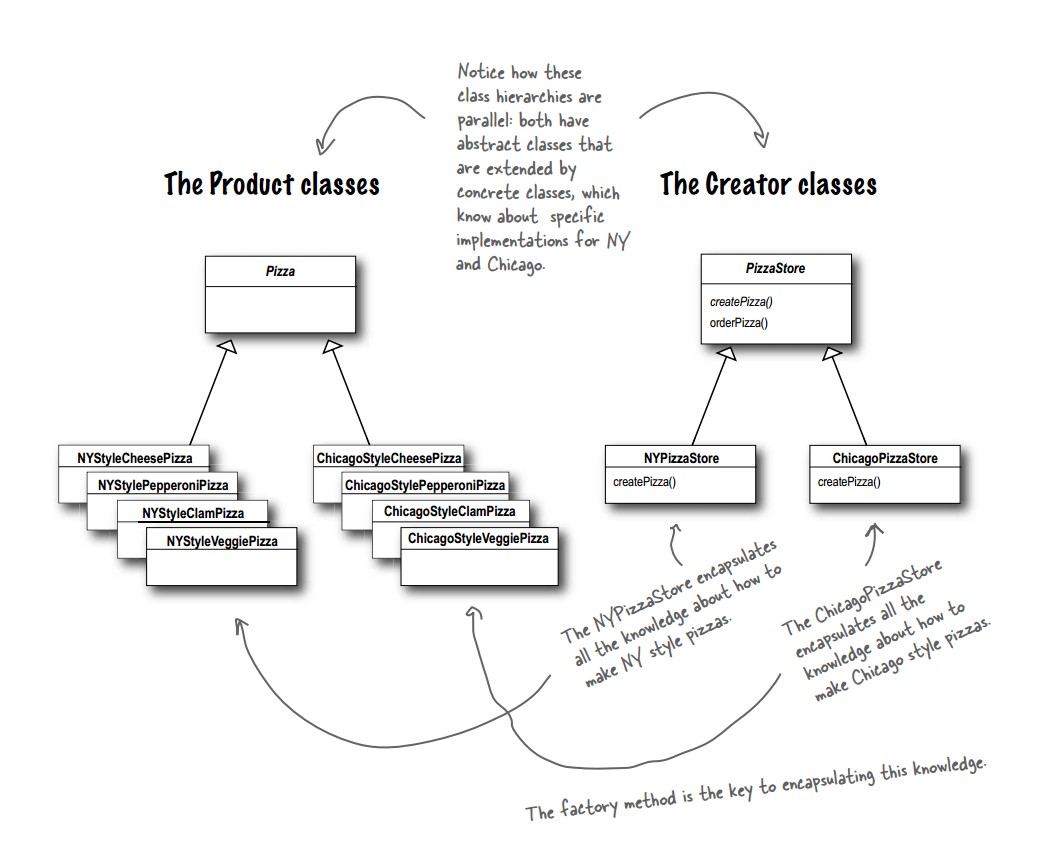 Notice how these
class hierarchies are
parallel: both have
abstract classes that
are extended by
concrete classes, which
know about specific
implementations for NY
and Chicago.
The Product classes
The Creator classes
Pizza
PizzaStore
createPizza()
orderPizza()
NYStyleCheesePizza
NYStylePepperoniPizza
NYStyleClamPizza
NYStyleVeggiePizza
ChicagoStyleCheesePizza
ChicagoStylePepperoniPizza
ChicagoStyleClamPizza
ChicagoStyleVeggiePizza
NYPizzaStore
createPizza()
ChicagoPizzaStore
createPizza()
The NYPizzaStore encapsulates
all the knowledge about how to
make NY style pizzas.
The ChicagoPizzaStore
encapsulates all the
knowledge about how to
make Chicago style pizzas.
The factory method is the key to encapsulating this knowledge.